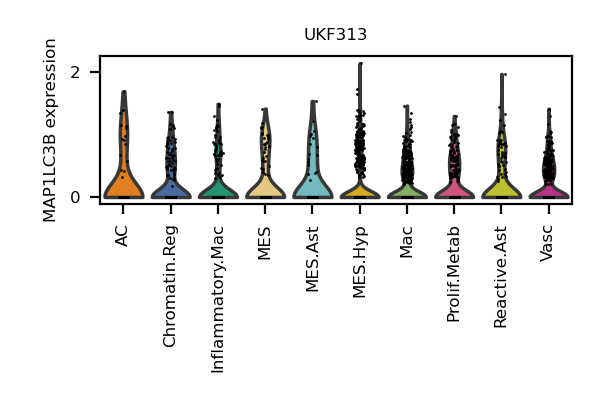 UKF313
MAP1LC3B expression
2
0
AC
Chromatin.Reg
Inflammatory.Mac
MES
MES.Ast
MES.Hyp
Mac
Prolif.Metab
Reactive.Ast
Vasc